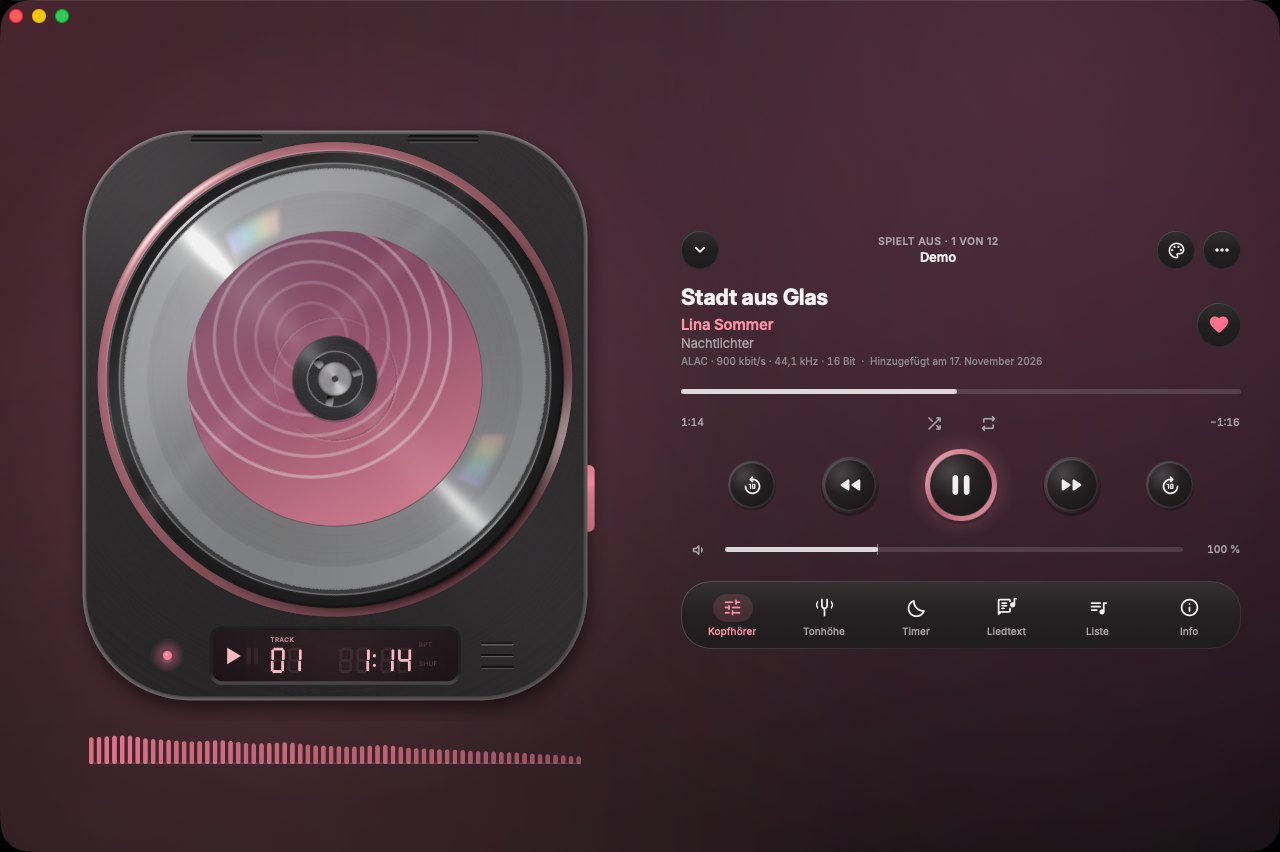 SPIELT AUS · 1 VON 12
Demo
Stadt aus Glas
Lina Sommer
Nachtlichter
ALAC · 900 kbit/s · 44,1 kHz · 16 Bit · Hinzugefügt am 17. November 2026
1:14
−1:16
10
10
100 %
Kopfhörer
Tonhöhe
Timer
Liedtext
Liste
Info
TRACK
01
1:14
RPT
SHUF